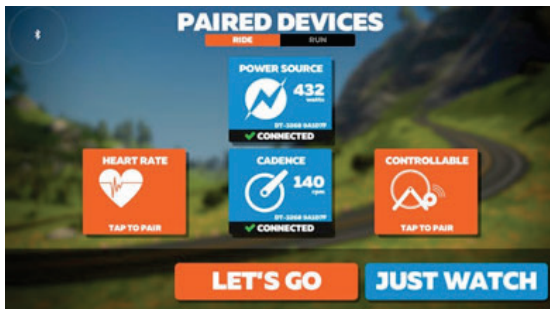 PAIRED DEVICES
RIDE RUN
POWER SOURCE
432
watts
CONNECTED
HEART RATE
TAP TO PAIR
CADENCE
140
rpm
CONNECTED
CONTROLLABLE
TAP TO PAIR
LET'S GO
JUST WATCH